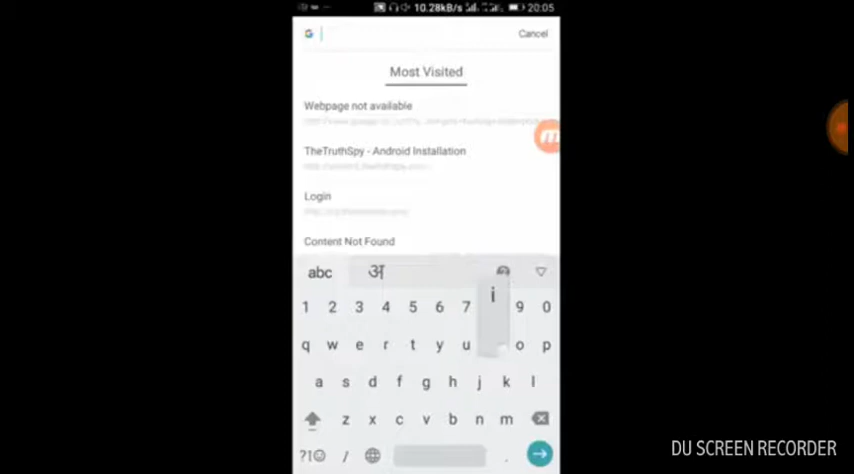 10.28kB/s 20:05
G Cancel
Most Visited
Webpage not available
TheTruthSpy - Android Installation
Login
Content Not Found
abc अ
1 2 3 4 5 6 7 i 9 0
q w e r t y u o p
a s d f g h j k l
z x c v b n m
?1☺ / .
DU SCREEN RECORDER